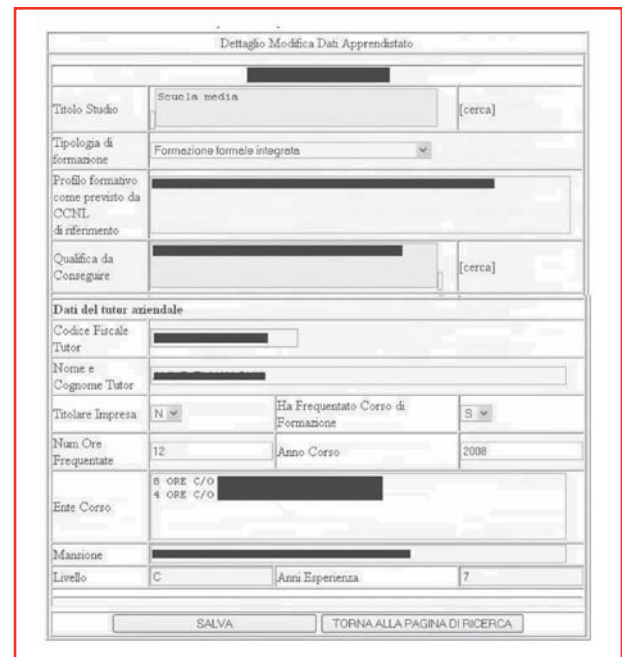 Dettaglio Modifica Dati Apprendistato
Titolo Studio
Scuola media
[cerca]
Tipologia di
formazione
Formazione formale integrata
Profilo formativo
come previsto da
CCNL
di riferimento
Qualifica da
Conseguire
[cerca]
Dati del tutor aziendale
Codice Fiscale
Tutor
Nome e
Cognome Tutor
Titolare Impresa
N
Ha Frequentato Corso di
Formazione
S
Num Ore
Frequentate
12
Anno Corso
2008
Ente Corso
8 ORE C/O
4 ORE C/O
Mansione
Livello
C
Anni Esperienza
7
SALVA
TORNA ALLA PAGINA DI RICERCA